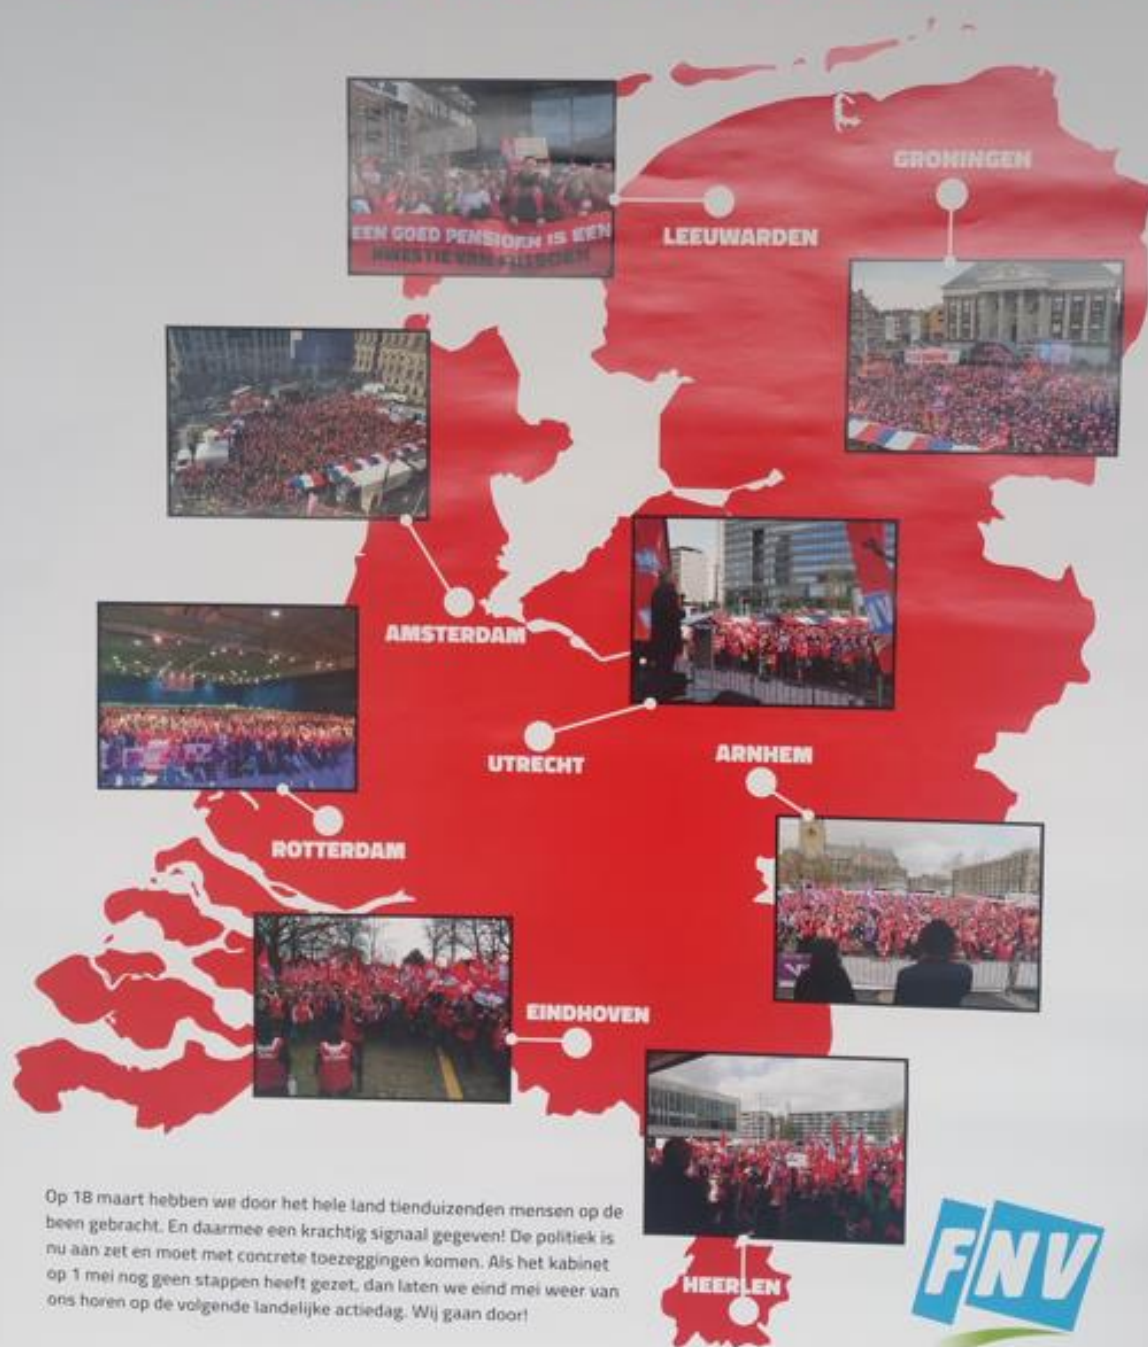 GRONINGEN
LEEUWARDEN
EEN GOED PENSIOEN IS EEN
KWESTIE VAN FATSOEN
AMSTERDAM
UTRECHT
ARNHEM
ROTTERDAM
EINDHOVEN
HEERLEN
Op 18 maart hebben we door het hele land tienduizenden mensen op de
been gebracht. En daarmee een krachtig signaal gegeven! De politiek is
nu aan zet en moet met concrete toezeggingen komen. Als het kabinet
op 1 mei nog geen stappen heeft gezet, dan laten we eind mei weer van
ons horen op de volgende landelijke actiedag. Wij gaan door!
FNV